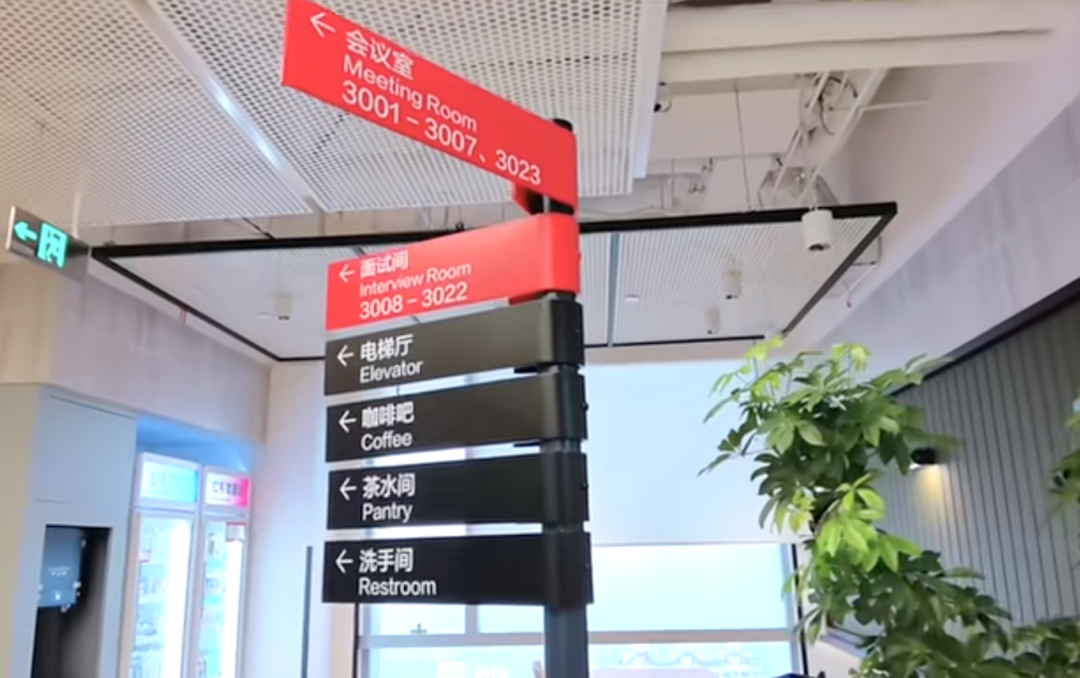 ← 会议室
Meeting Room
3001-3007、3023
← 面试间
Interview Room
3008-3022
← 电梯厅
Elevator
← 咖啡吧
Coffee
← 茶水间
Pantry
← 洗手间
Restroom